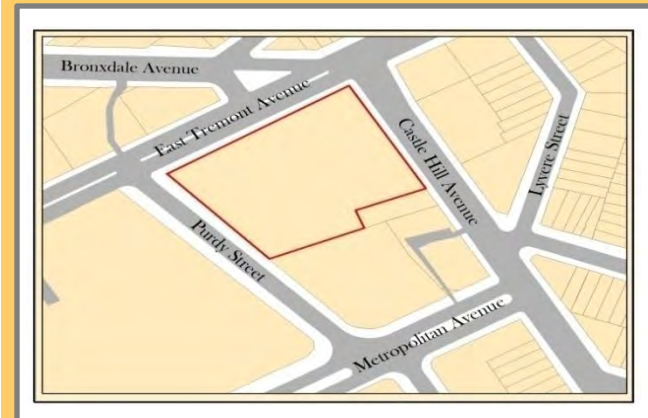 Bronxdale Avenue
East Tremont Avenue
Castle Hill Avenue
Lyvere Street
Purdy Street
Metropolitan Avenue